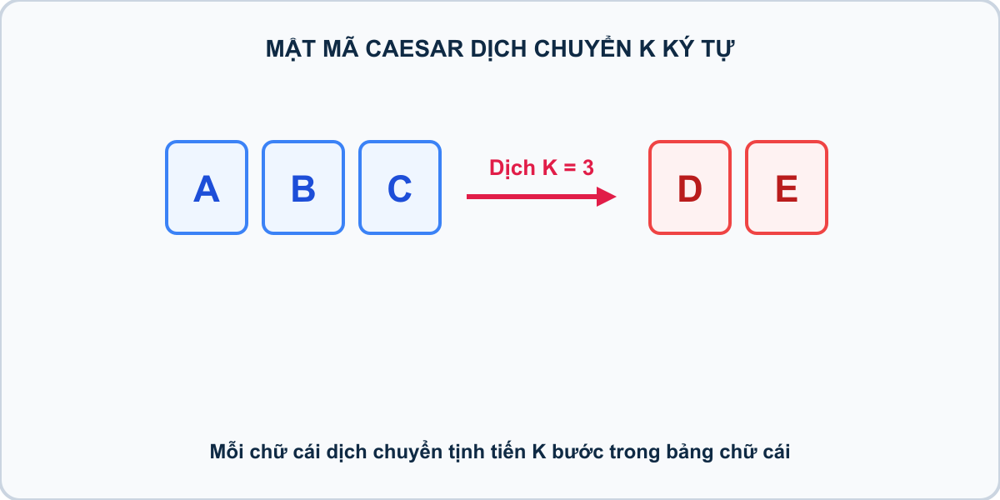 MẬT MÃ CAESAR DỊCH CHUYỂN K KÝ TỰ
A B C Dịch K = 3 D E
Mỗi chữ cái dịch chuyển tịnh tiến K bước trong bảng chữ cái